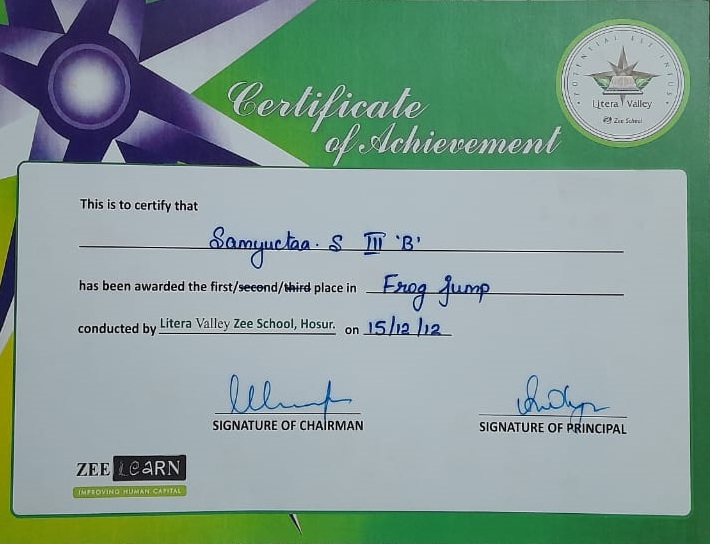 Certificate
of Achievement
POTENTIAL
Litera Valley
Zee School
This is to certify that
Samyuctaa. S III 'B'
has been awarded the first/second/third place in Frog Jump
conducted by Litera Valley Zee School, Hosur. on 15/12/12
SIGNATURE OF CHAIRMAN
SIGNATURE OF PRINCIPAL
ZEE LeARN
IMPROVING HUMAN CAPITAL